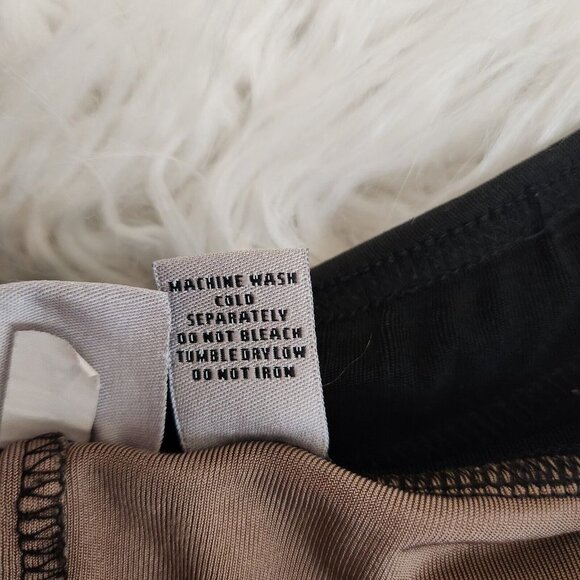 MACHINE WASH
COLD
SEPARATELY
DO NOT BLEACH
TUMBLE DRY LOW
DO NOT IRON